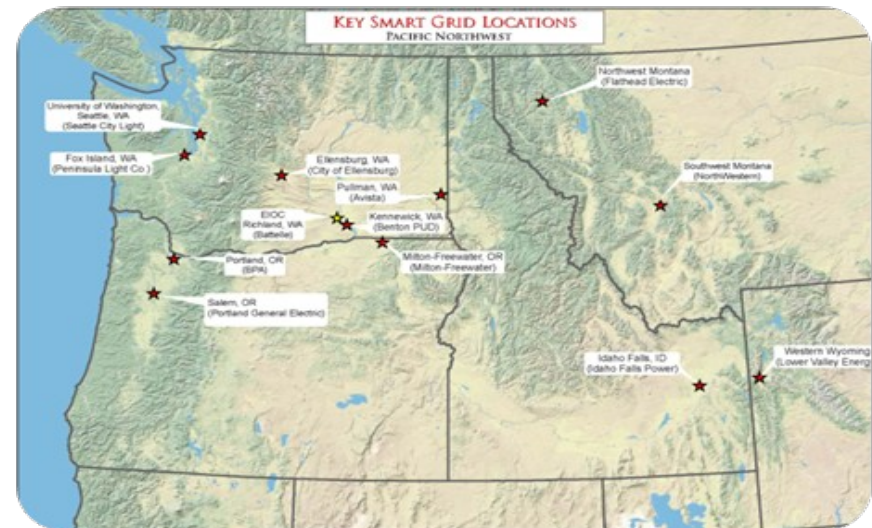 KEY SMART GRID LOCATIONS
PACIFIC NORTHWEST
Northwest Montana
(Flathead Electric)
University of Washington,
Seattle, WA
(Seattle City Light)
Fox Island, WA
(Peninsula Light Co.)
Ellensburg, WA
(City of Ellensburg)
Pullman, WA
(Avista)
Southwest Montana
(NorthWestern)
EIOC
Richland, WA
(Battelle)
Kennewick, WA
(Benton PUD)
Portland, OR
(BPA)
Milton-Freewater, OR
(Milton-Freewater)
Salem, OR
(Portland General Electric)
Idaho Falls, ID
(Idaho Falls Power)
Western Wyoming
(Lower Valley Energ